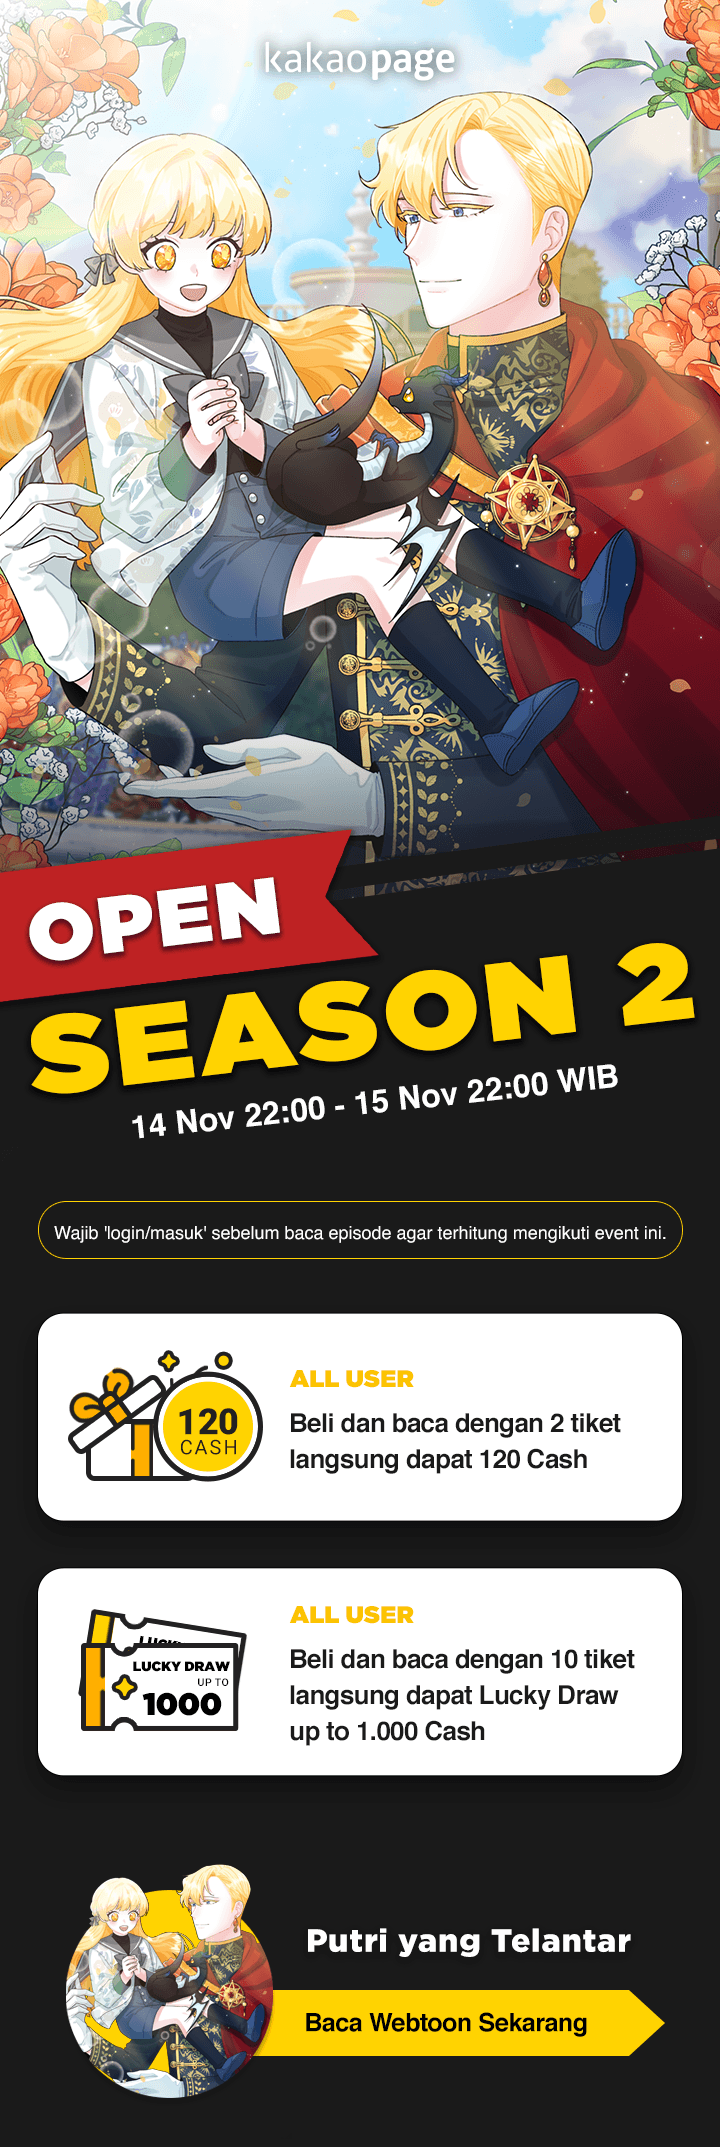 kakaopage
OPEN
SEASON 2
14 Nov 22:00 - 15 Nov 22:00 WIB
Wajib 'login/masuk' sebelum baca episode agar terhitung mengikuti event ini.
120
CASH
ALL USER
Beli dan baca dengan 2 tiket
langsung dapat 120 Cash
LUCKY DRAW
UP TO
1000
ALL USER
Beli dan baca dengan 10 tiket
langsung dapat Lucky Draw
up to 1.000 Cash
Putri yang Telantar
Baca Webtoon Sekarang